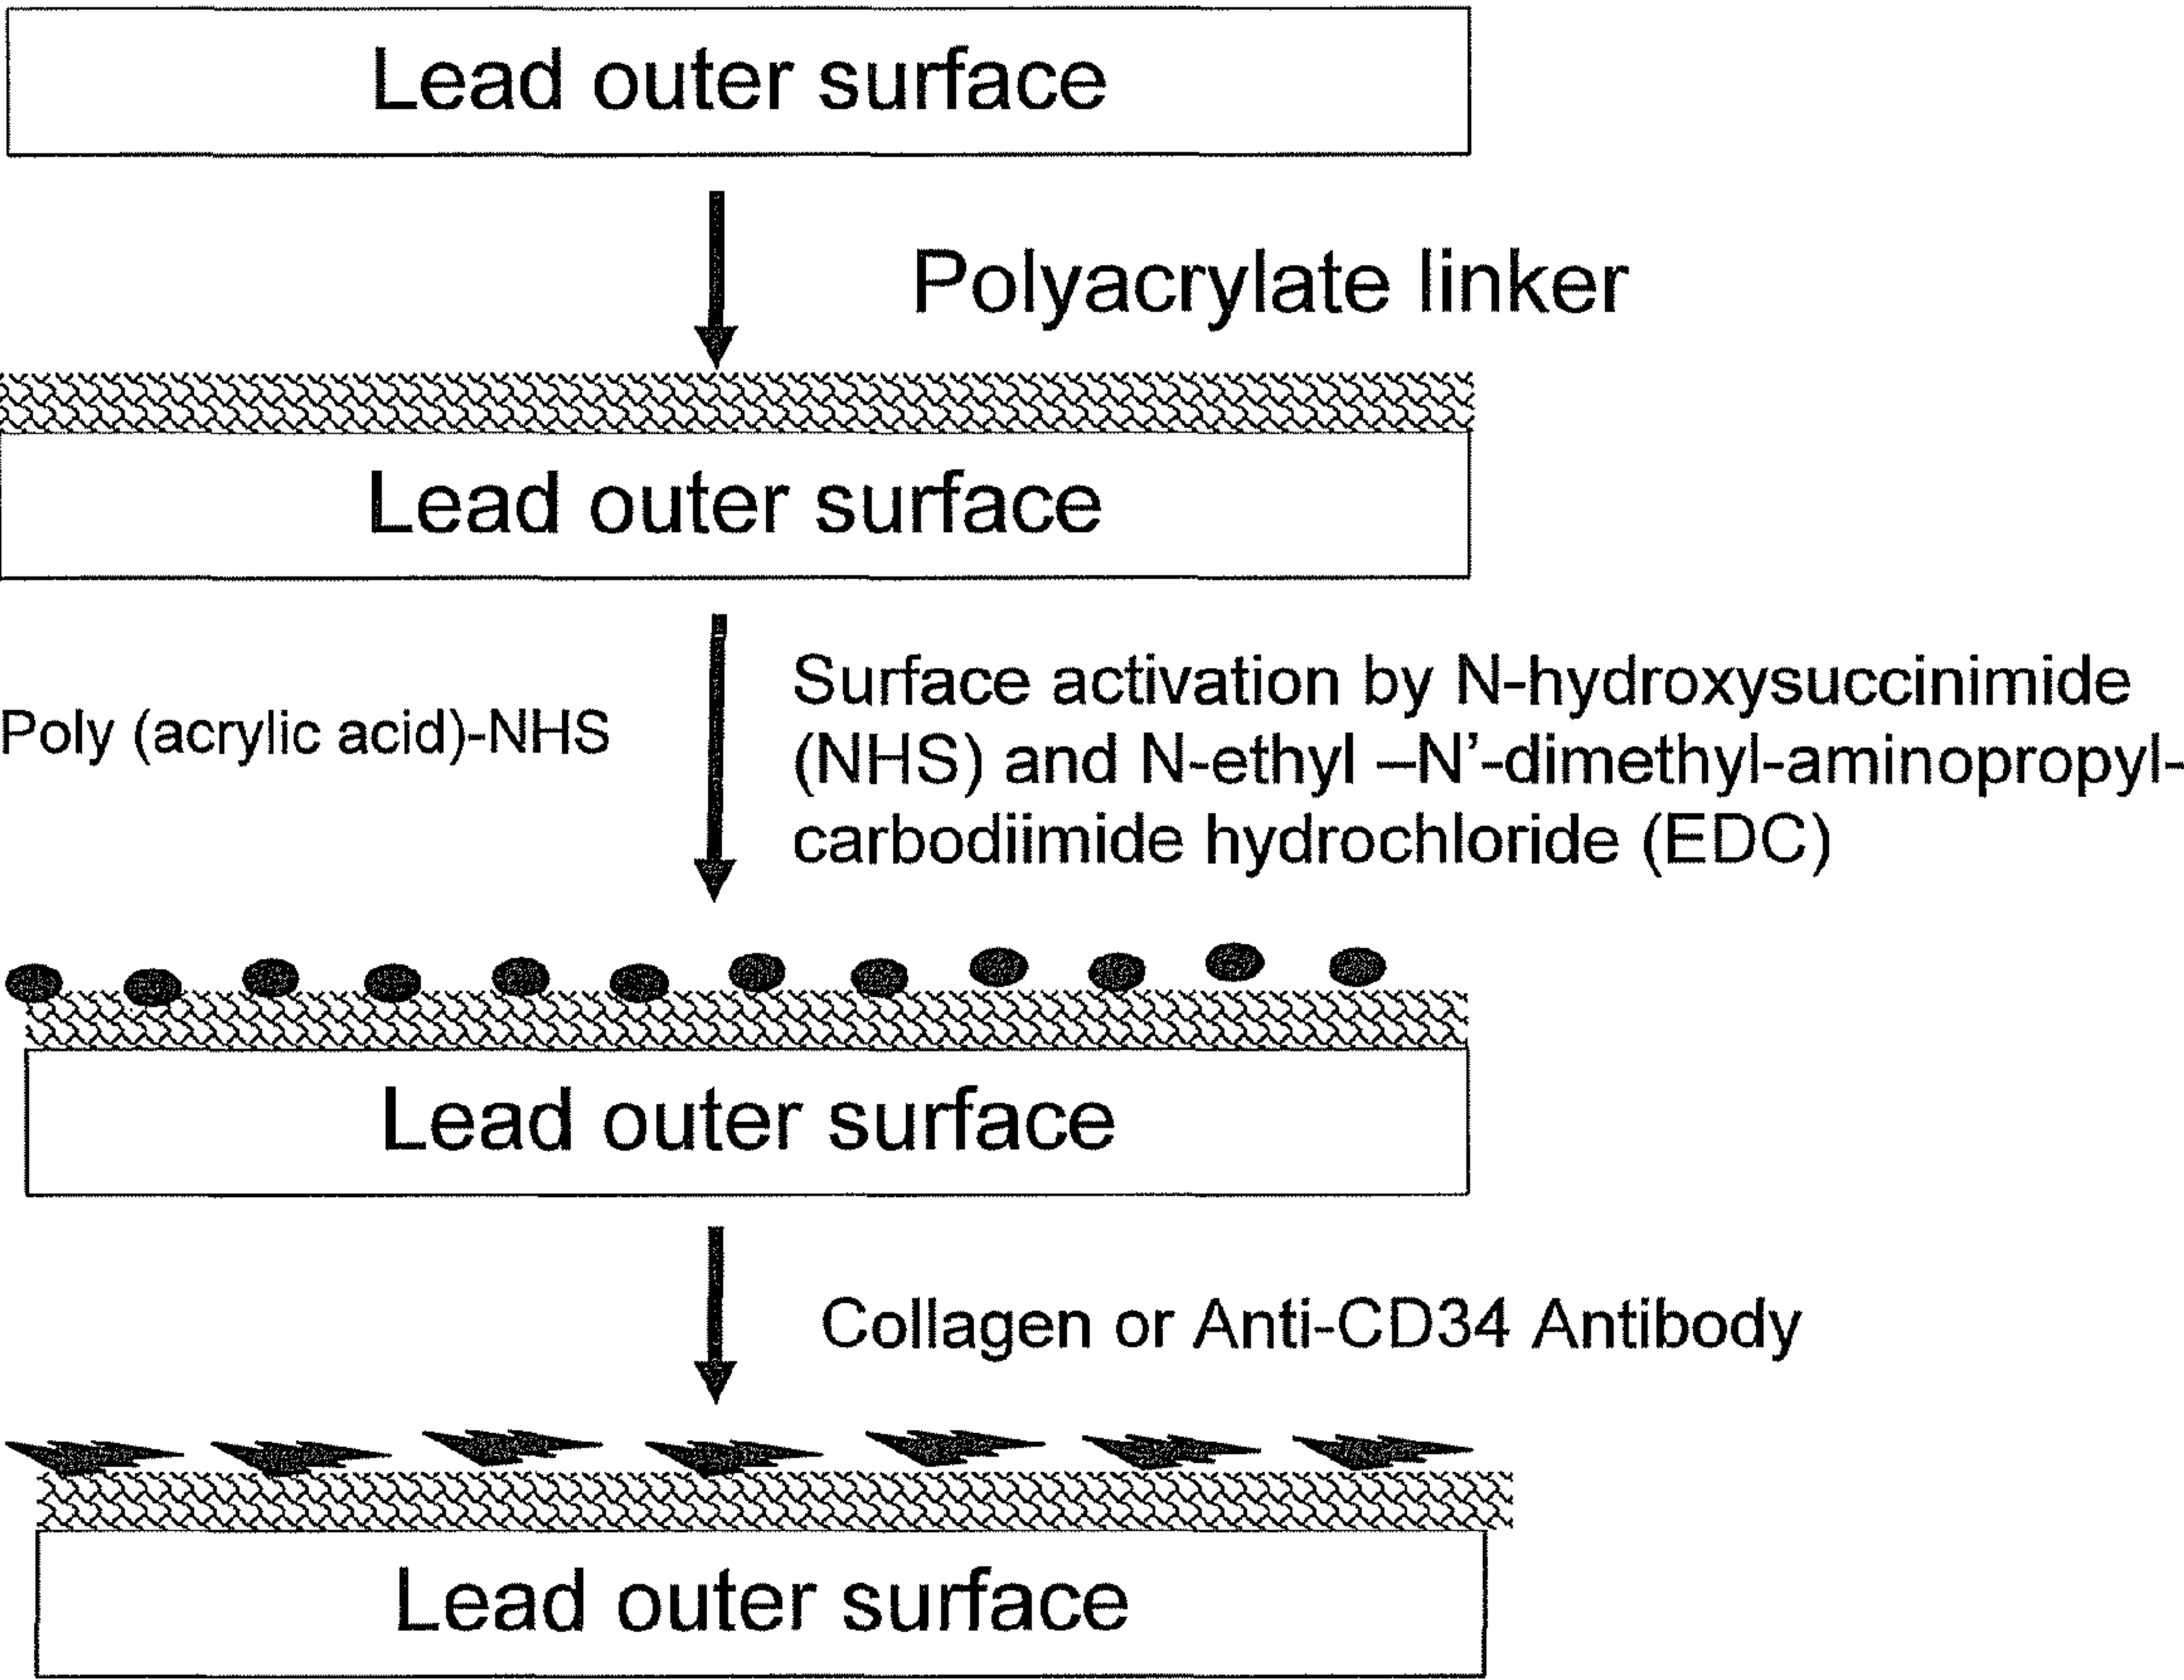 Lead outer surface
Polyacrylate linker
Lead outer surface
Poly (acrylic acid)-NHS
Surface activation by N-hydroxysuccinimide
(NHS) and N-ethyl –N’-dimethyl-aminopropyl-
carbodiimide hydrochloride (EDC)
Lead outer surface
Collagen or Anti-CD34 Antibody
Lead outer surface